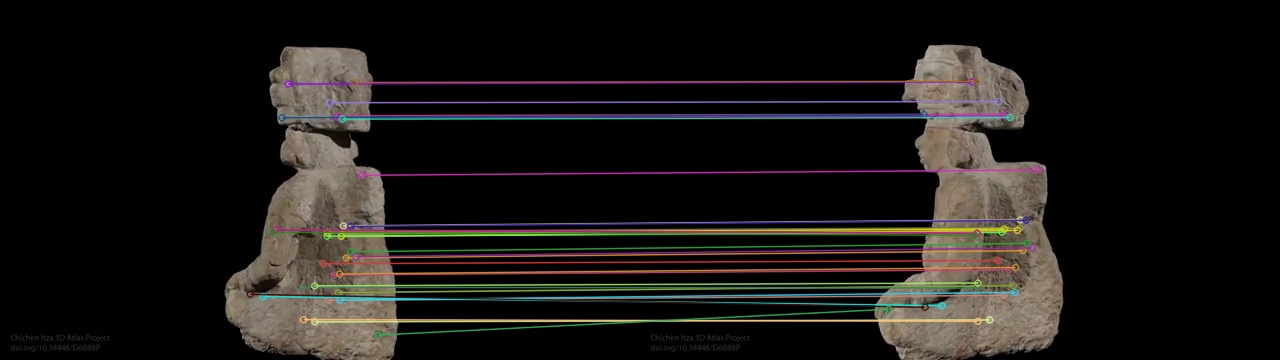 Chichen Itza 3D Atlas Project
doi.org/10.34946/D6B88P
Chichen Itza 3D Atlas Project
doi.org/10.34946/D6B88P